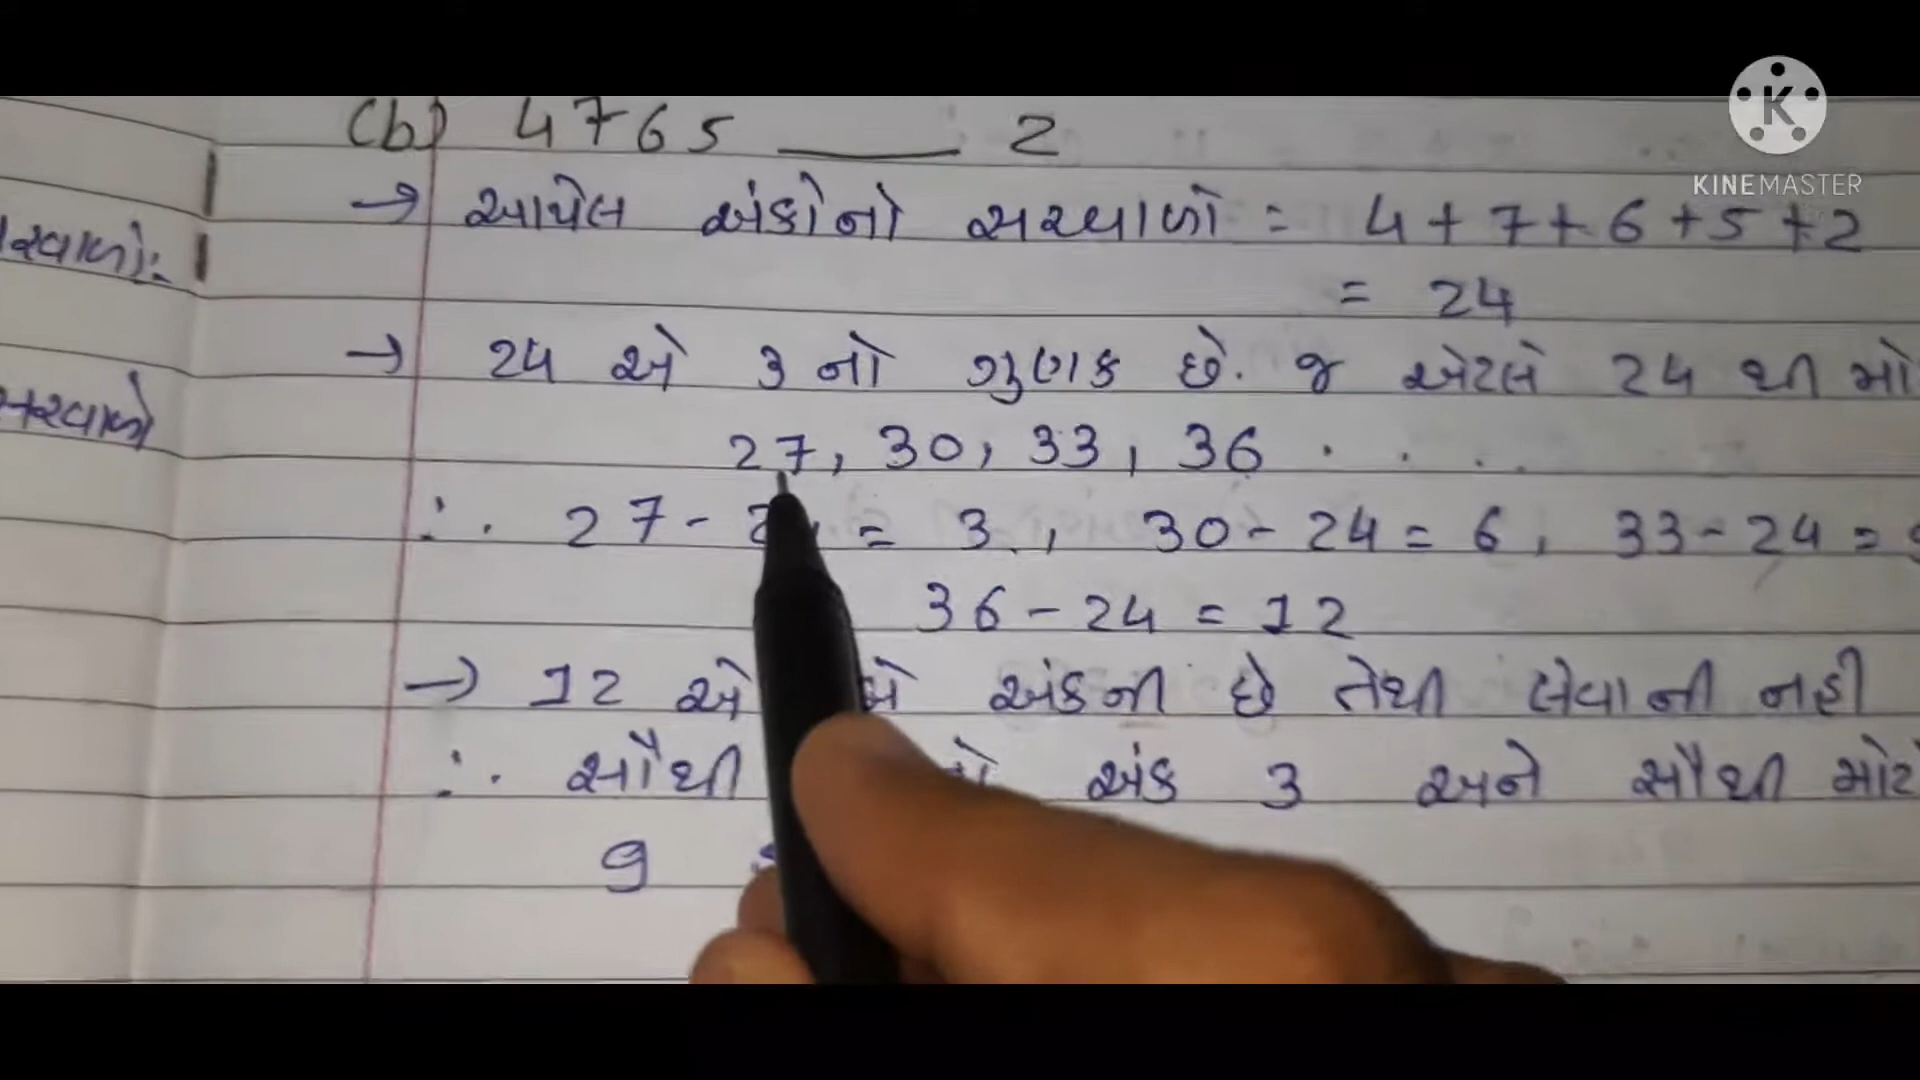 (b) 4765 ___ 2
KINEMASTER
→ આપેલ અંકોનો સરવાળો = 4+7+6+5+2
= 24
→ 24 એ 3 નો ગુણક છે. જ એટલે 24 થી મો
27, 30, 33, 36 . . . .
∴ 27 - = 3, 30 - 24 = 6, 33 - 24 =
36 - 24 = 12
→ 12 એ અંકની છે તેથી લેવાની નહી
∴ સૌથી અંક 3 અને સૌથી મોટ
9